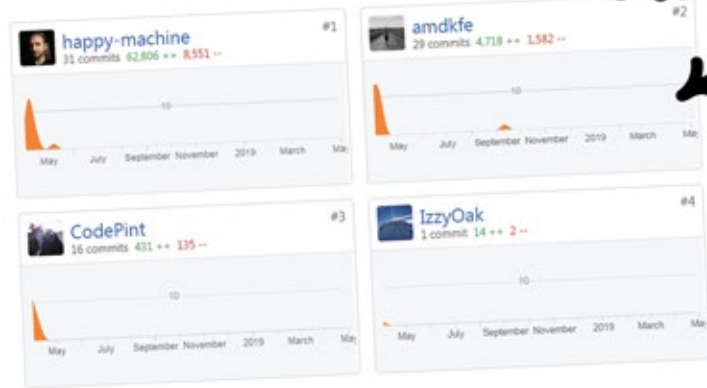 happy-machine #1
31 commits 62,806 ++ 8,551 --
10
May July September November 2019 March May
amdkfe #2
29 commits 4,718 ++ 1,582 --
10
May July September November 2019 March
CodePint #3
16 commits 431 ++ 135 --
10
May July September November 2019 March
IzzyOak #4
1 commit 14 ++ 2 --
10
May July September November 2019 March